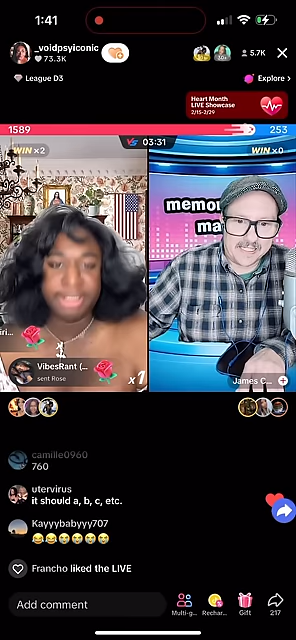 1:41
_voidpsyiconic
73.3K
5.7K
League D3
Explore
Heart Month
LIVE Showcase
2/15-2/29
1589
253
WIN ×2
VS 03:31
WIN ×0
memor
ma
VibesRant (...
sent Rose
x1
James C...
camille0960
760
utervirus
it should a, b, c, etc.
Kayyybabyyy707
😂😂😭😭😭😭
Francho liked the LIVE
Add comment
Multi-g...
Rechar...
Gift
217